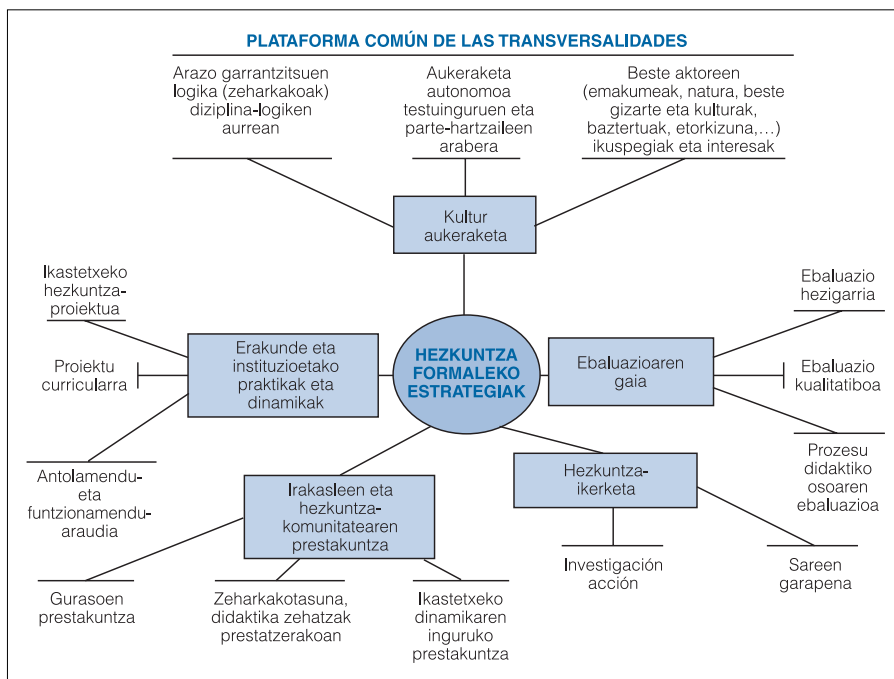 PLATAFORMA COMÚN DE LAS TRANSVERSALIDADES
Arazo garrantzitsuen
logika (zeharkakoak)
diziplina-logiken
aurrean
Aukeraketa
autonomoa
testuinguruen eta
parte-hartzaileen
arabera
Beste aktoreen
(emakumeak, natura, beste
gizarte eta kulturak,
baztertuak, etorkizuna,...)
ikuspegiak eta interesak
Kultur
aukeraketa
Ikastetxeko
hezkuntza-
proiektua
Proiektu
curricularra
Antolamendu-
eta
funtzionamendu-
araudia
Erakunde eta
instituzioetako
praktikak eta
dinamikak
HEZKUNTZA
FORMALEKO
ESTRATEGIAK
Ebaluazioaren
gaia
Ebaluazio
hezigarria
Ebaluazio
kualitatiboa
Prozesu
didaktiko
osoaren
ebaluazioa
Irakasleen eta
hezkuntza-
komunitatearen
prestakuntza
Hezkuntza-
ikerketa
Gurasoen
prestakuntza
Zeharkakotasuna,
didaktika zehatzak
prestatzerakoan
Ikastetxeko
dinamikaren
inguruko
prestakuntza
Investigación
acción
Sareen
garapena